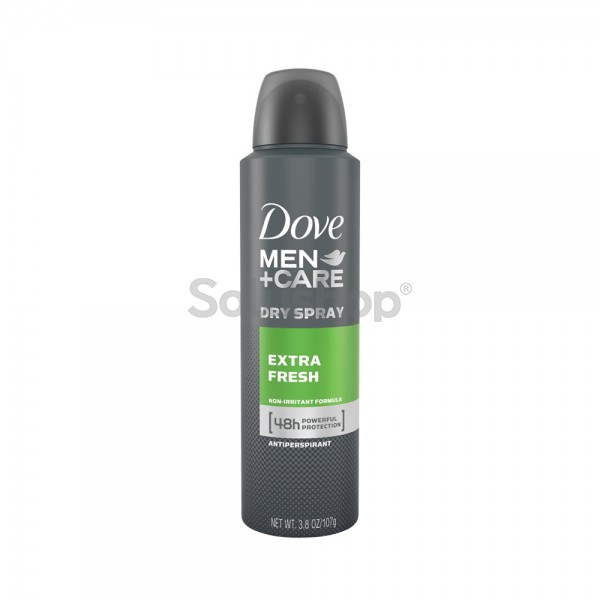 Dove
MEN
+CARE
DRY SPRAY
EXTRA
FRESH
NON-IRRITANT FORMULA
[48h POWERFUL
PROTECTION]
ANTIPERSPIRANT
NET WT. 3.8 OZ/107g